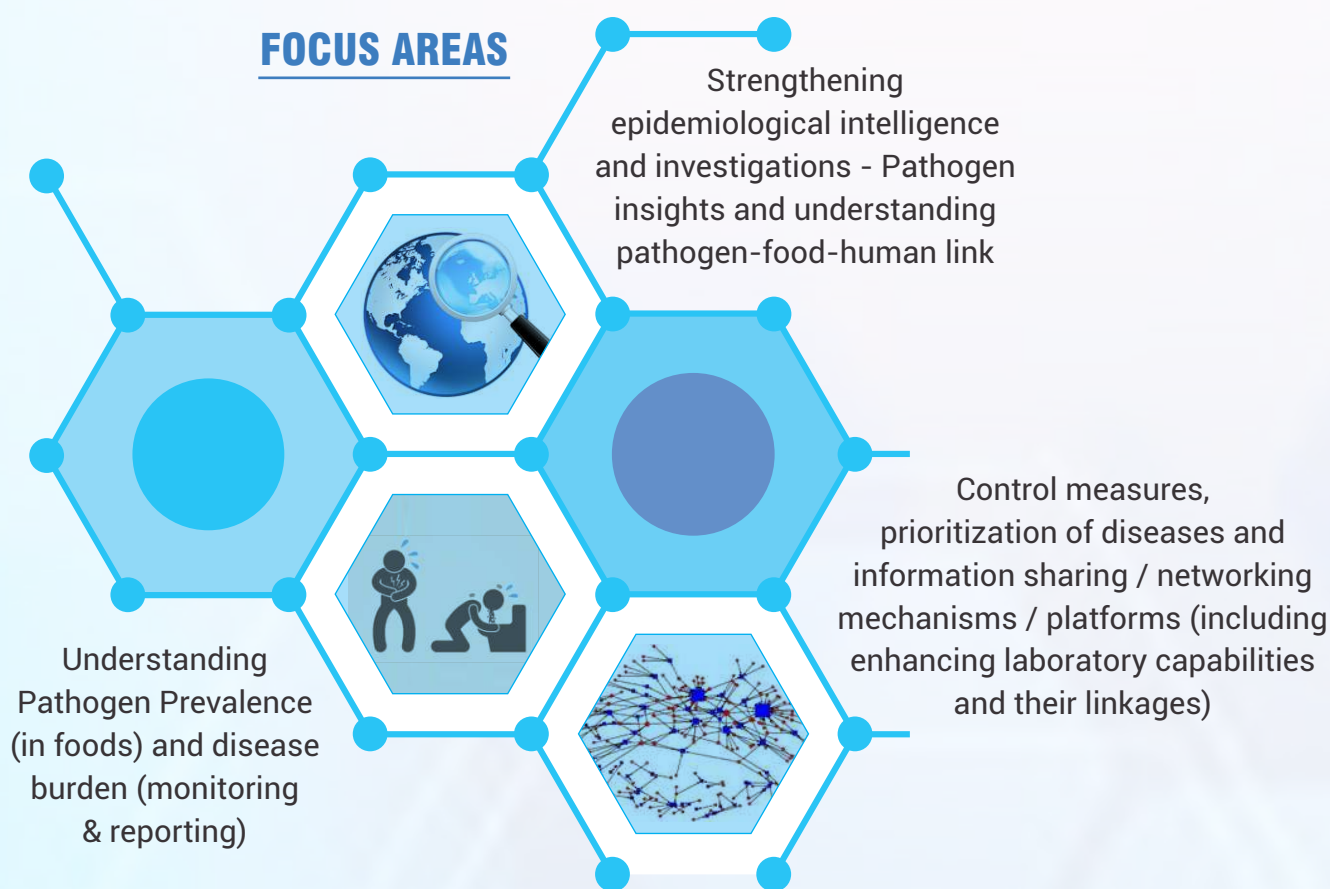 FOCUS AREAS
Strengthening
epidemiological intelligence
and investigations - Pathogen
insights and understanding
pathogen-food-human link
Control measures,
prioritization of diseases and
information sharing / networking
mechanisms / platforms (including
enhancing laboratory capabilities
and their linkages)
Understanding
Pathogen Prevalence
(in foods) and disease
burden (monitoring
& reporting)